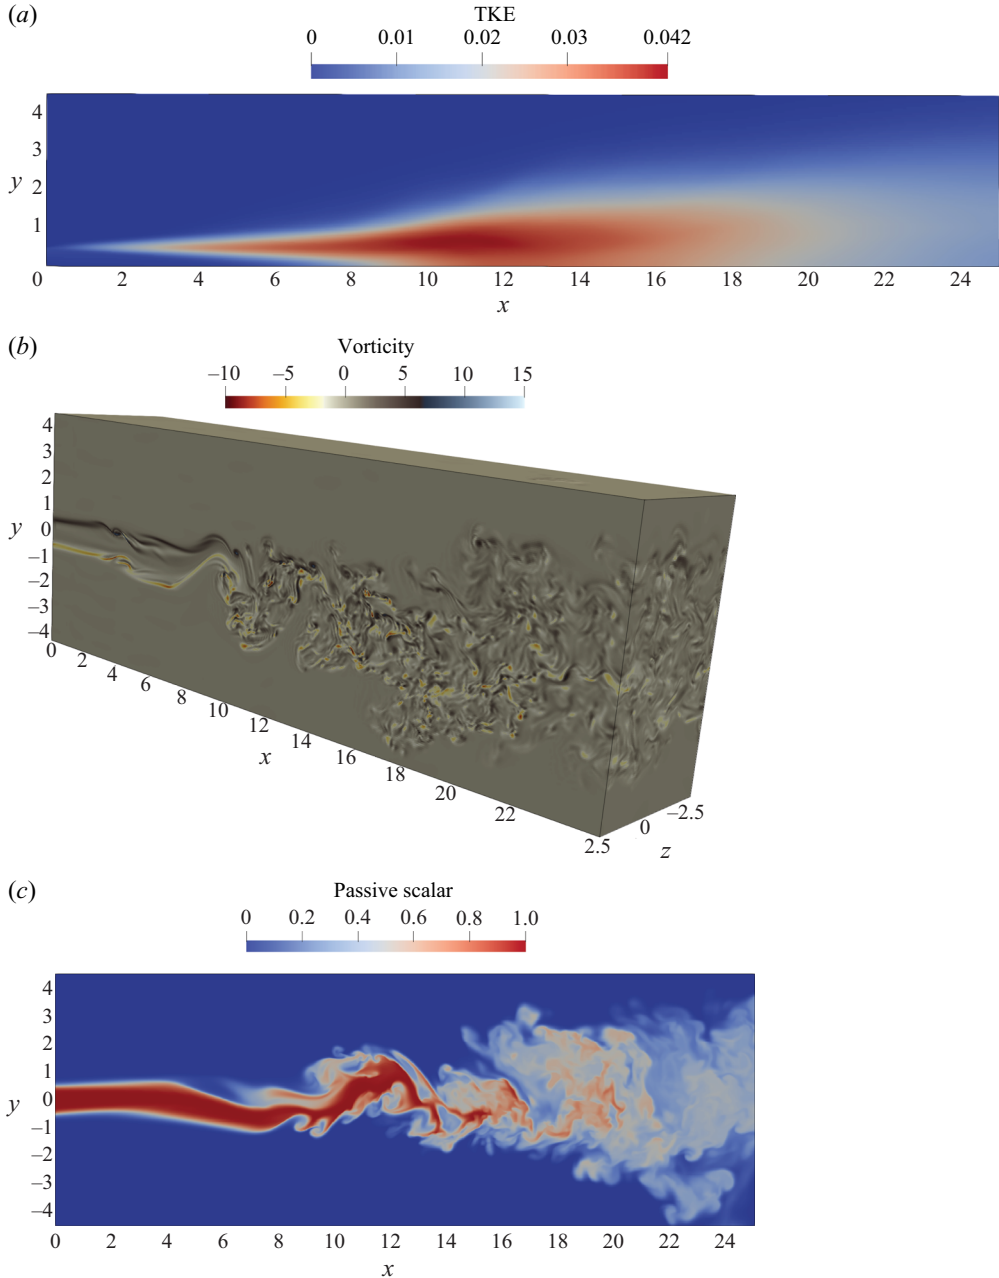 (a)
TKE
0 0.01 0.02 0.03 0.042
4
3
y
2
1
0 2 4 6 8 10 12 14 16 18 20 22 24
x
(b)
Vorticity
–10 –5 0 5 10 15
4
3
2
1
y 0
–1
–2
–3
–4
0 2 4 6 8 10 12 14 16 18 20 22
x
2.5 0 –2.5
z
(c)
Passive scalar
0 0.2 0.4 0.6 0.8 1.0
4
3
2
1
y 0
–1
–2
–3
–4
0 2 4 6 8 10 12 14 16 18 20 22 24
x